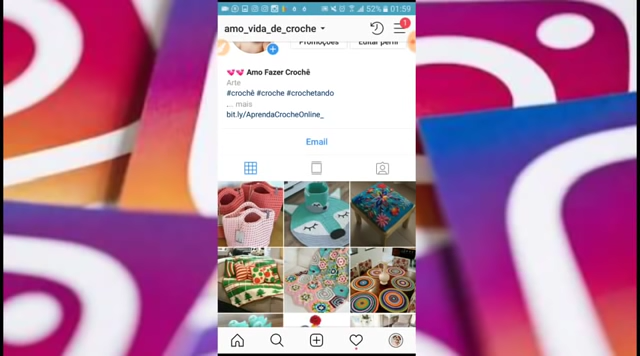 52% 01:59
amo_vida_de_croche
1
Promoções Editar perfil
💕💕 Amo Fazer Crochê
Arte
#crochê #croche #crochetando
,... mais
bit.ly/AprendaCrocheOnline_
Email